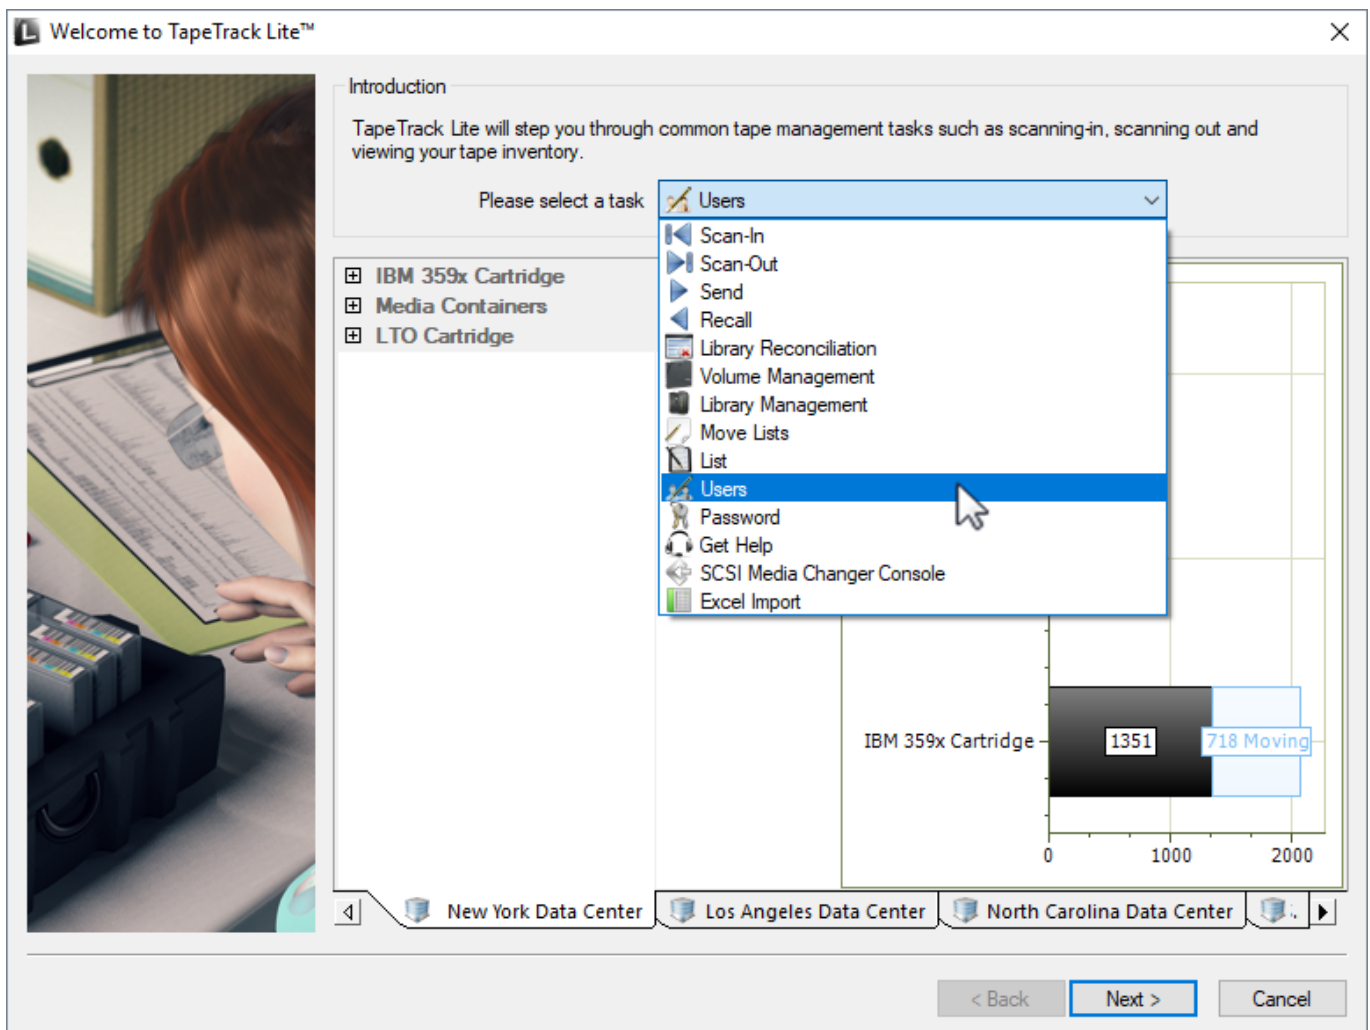 Welcome to TapeTrack Lite™
Introduction
TapeTrack Lite will step you through common tape management tasks such as scanning-in, scanning out and
viewing your tape inventory.
Please select a task
Users
Scan-In
Scan-Out
Send
Recall
Library Reconciliation
Volume Management
Library Management
Move Lists
List
Users
Password
Get Help
SCSI Media Changer Console
Excel Import
IBM 359x Cartridge
Media Containers
LTO Cartridge
IBM 359x Cartridge
1351
718 Moving
0 1000 2000
New York Data Center
Los Angeles Data Center
North Carolina Data Center
< Back
Next >
Cancel